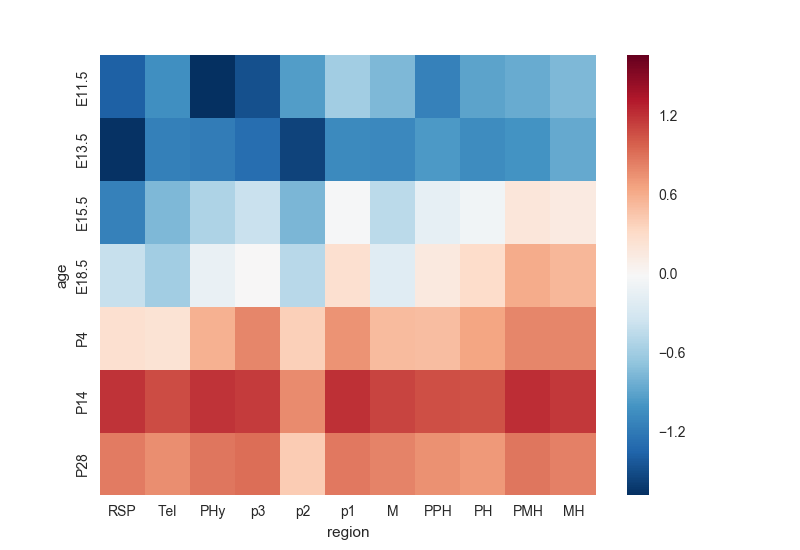 E11.5
E13.5
E15.5
E18.5
P4
P14
P28
age
RSP Tel PHy p3 p2 p1 M PPH PH PMH MH
region
1.2
0.6
0.0
−0.6
−1.2